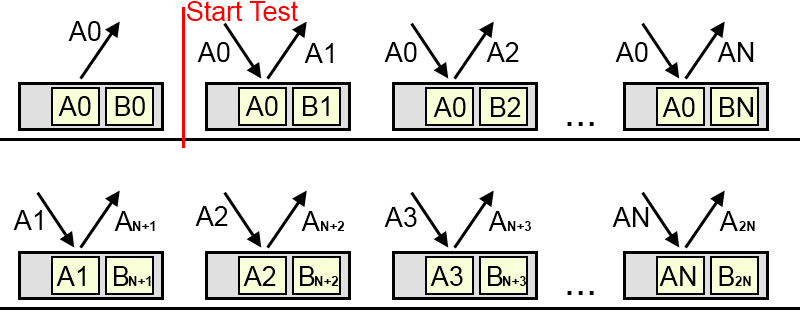 Start Test
A0 A0 A1 A0 A2 A0 AN
A0 B0 A0 B1 A0 B2 ... A0 BN
A1 AN+1 A2 AN+2 A3 AN+3 AN A2N
A1 BN+1 A2 BN+2 A3 BN+3 ... AN B2N